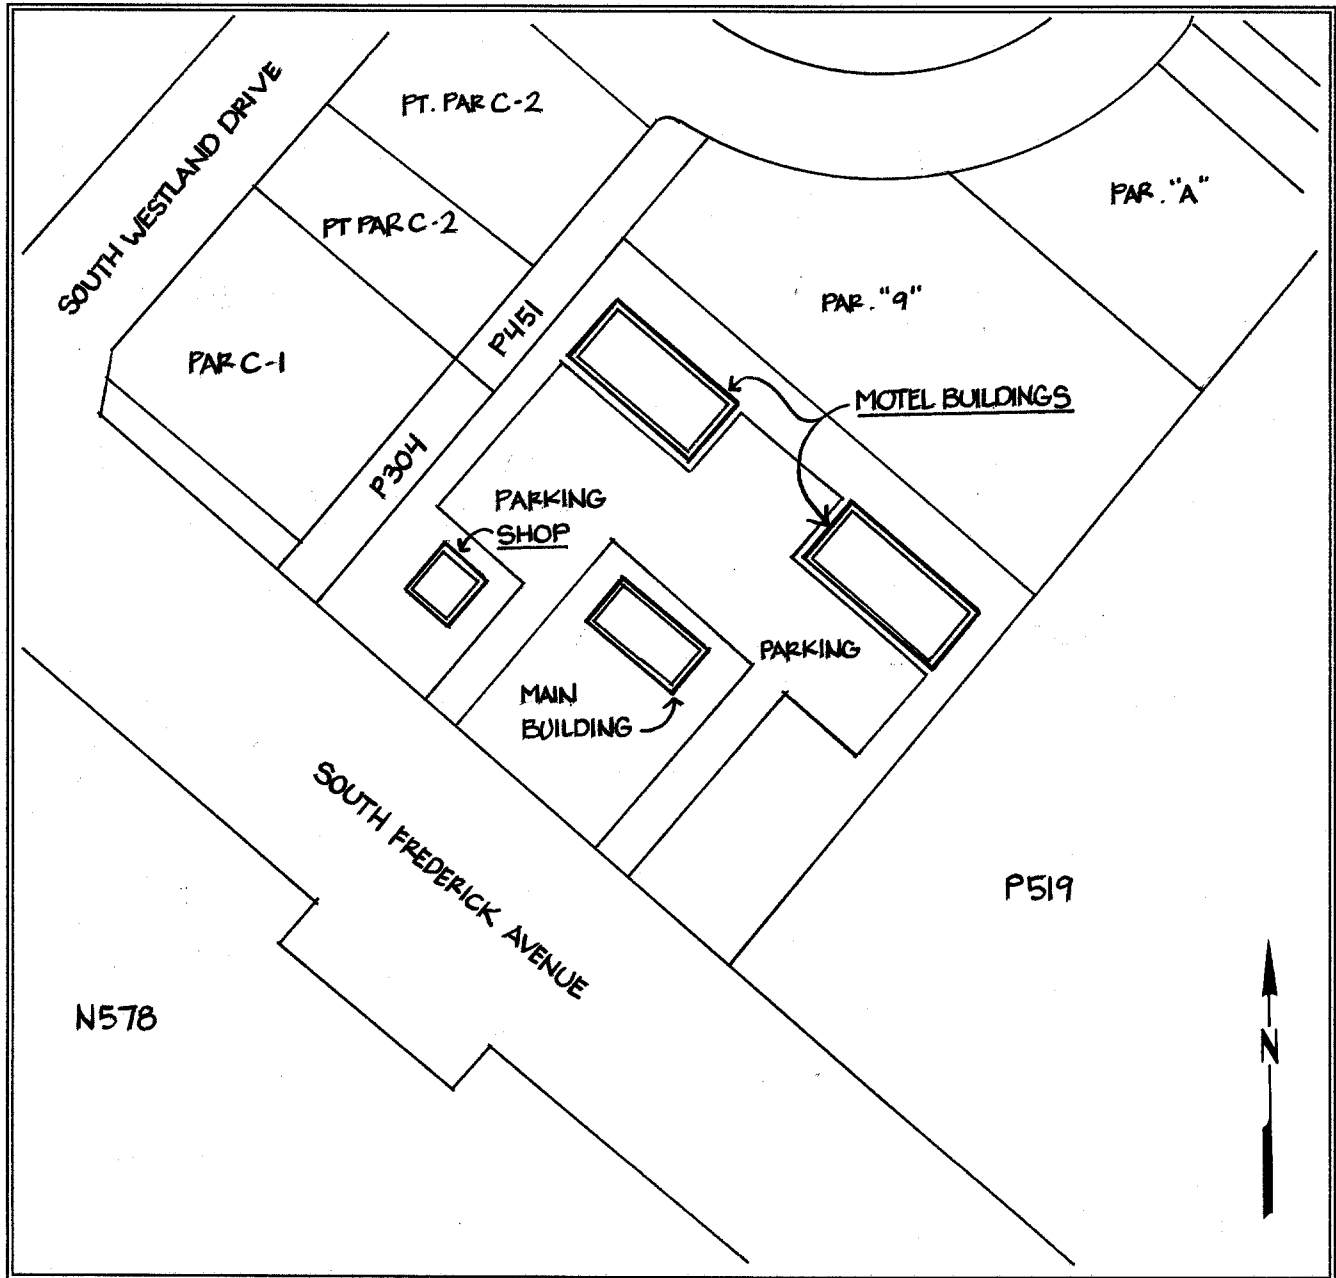 PT. PAR C-2
SOUTH WESTLAND DRIVE
PAR. "A"
PT PAR C-2
PAR. "9"
P451
PAR C-1
MOTEL BUILDINGS
P304
PARKING
SHOP
PARKING
MAIN
BUILDING
SOUTH FREDERICK AVENUE
P519
N578
N